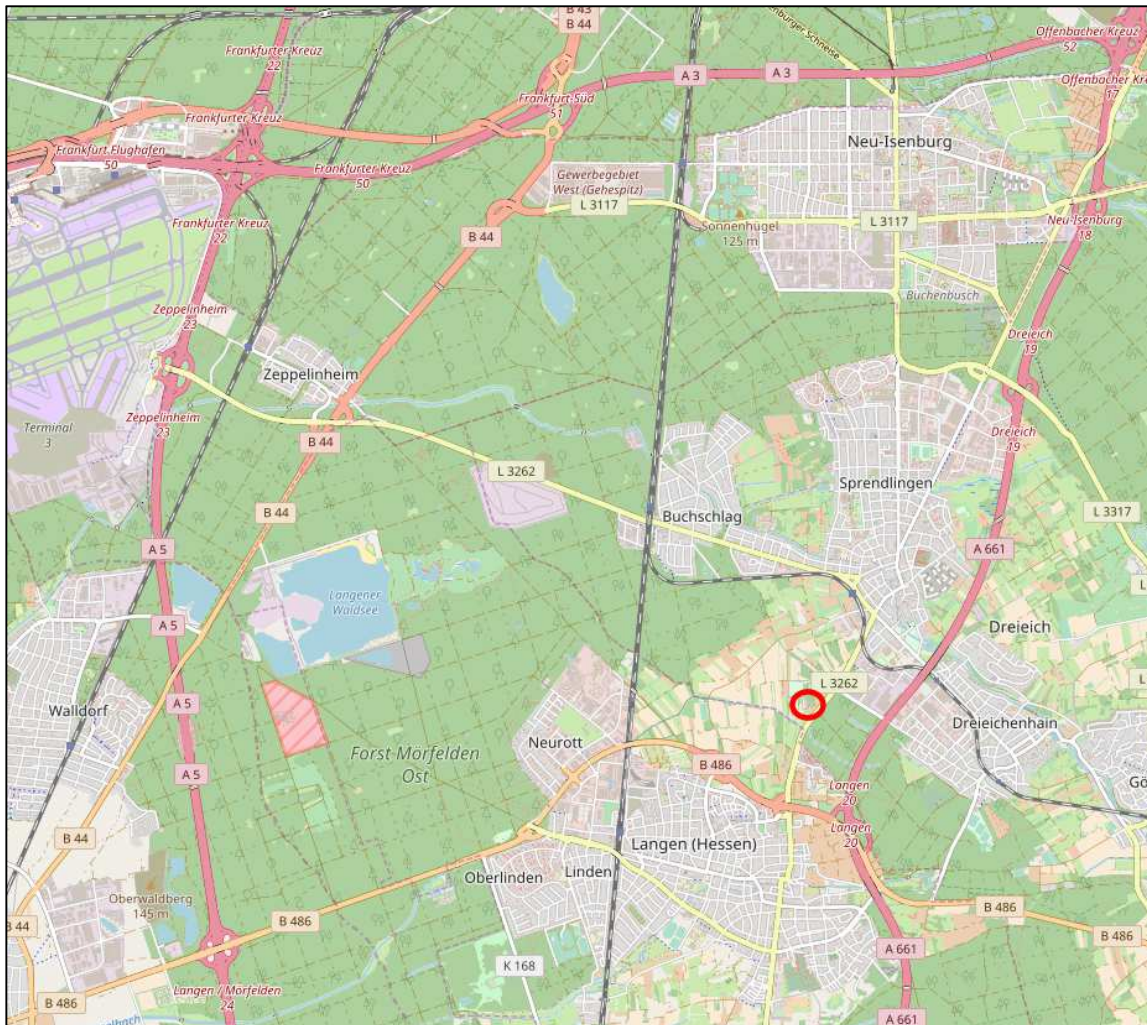 B 43
B 44
Frankfurter Kreuz
22
Offenbacher Kreuz
52
A 3
A 3
Frankfurt-Süd
51
Offenbacher Kre
17
Frankfurter Kreuz
Frankfurt Flughafen
50
Frankfurter Kreuz
50
Neu-Isenburg
Gewerbegebiet
West (Gehespitz)
L 3117
Frankfurter Kreuz
22
B 44
Sonnenhügel
125 m
L 3117
Neu-Isenburg
18
Buchenbusch
Zeppelinheim
23
Dreieich
19
Zeppelinheim
Zeppelinheim
23
Terminal
3
B 44
Dreieich
19
L 3262
Sprendlingen
B 44
Buchschlag
L 3317
A 5
A 661
Langener
Waldsee
L
A 5
Dreieich
L 3262
L
Walldorf
A 5
Dreieichenhain
Neurott
Forst Mörfelden
Ost
B 486
A 5
Gö
Langen
20
B 44
Langen
20
Langen (Hessen)
Oberlinden
Linden
Oberwaldberg
145 m
B 486
B 486
B 44
B 486
A 661
K 168
Langen / Mörfelden
24
B 486
A 661